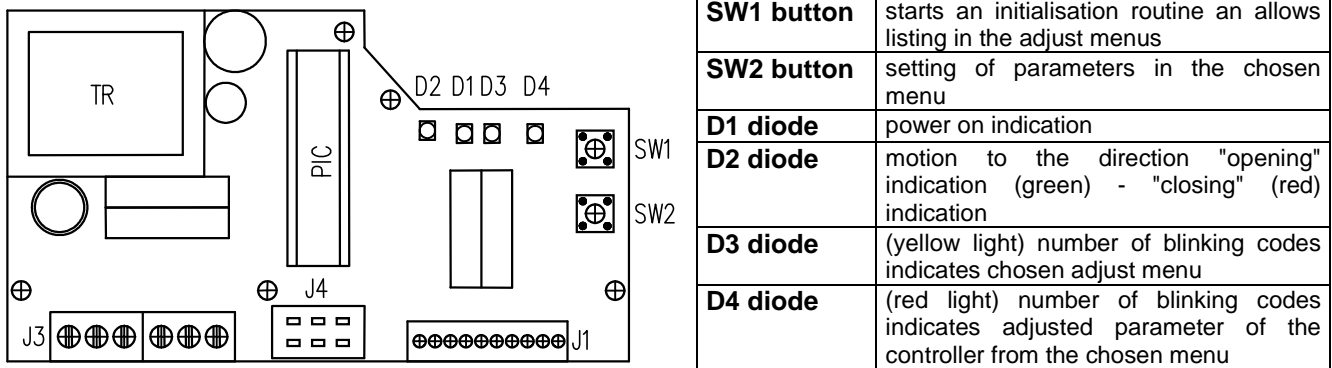 TR
PIC
D2 D1 D3 D4
SW1
SW2
J4
J3
J1
SW1 button
starts an initialisation routine an allows
listing in the adjust menus
SW2 button
setting of parameters in the chosen
menu
D1 diode
power on indication
D2 diode
motion to the direction "opening"
indication (green) - "closing" (red)
indication
D3 diode
(yellow light) number of blinking codes
indicates chosen adjust menu
D4 diode
(red light) number of blinking codes
indicates adjusted parameter of the
controller from the chosen menu